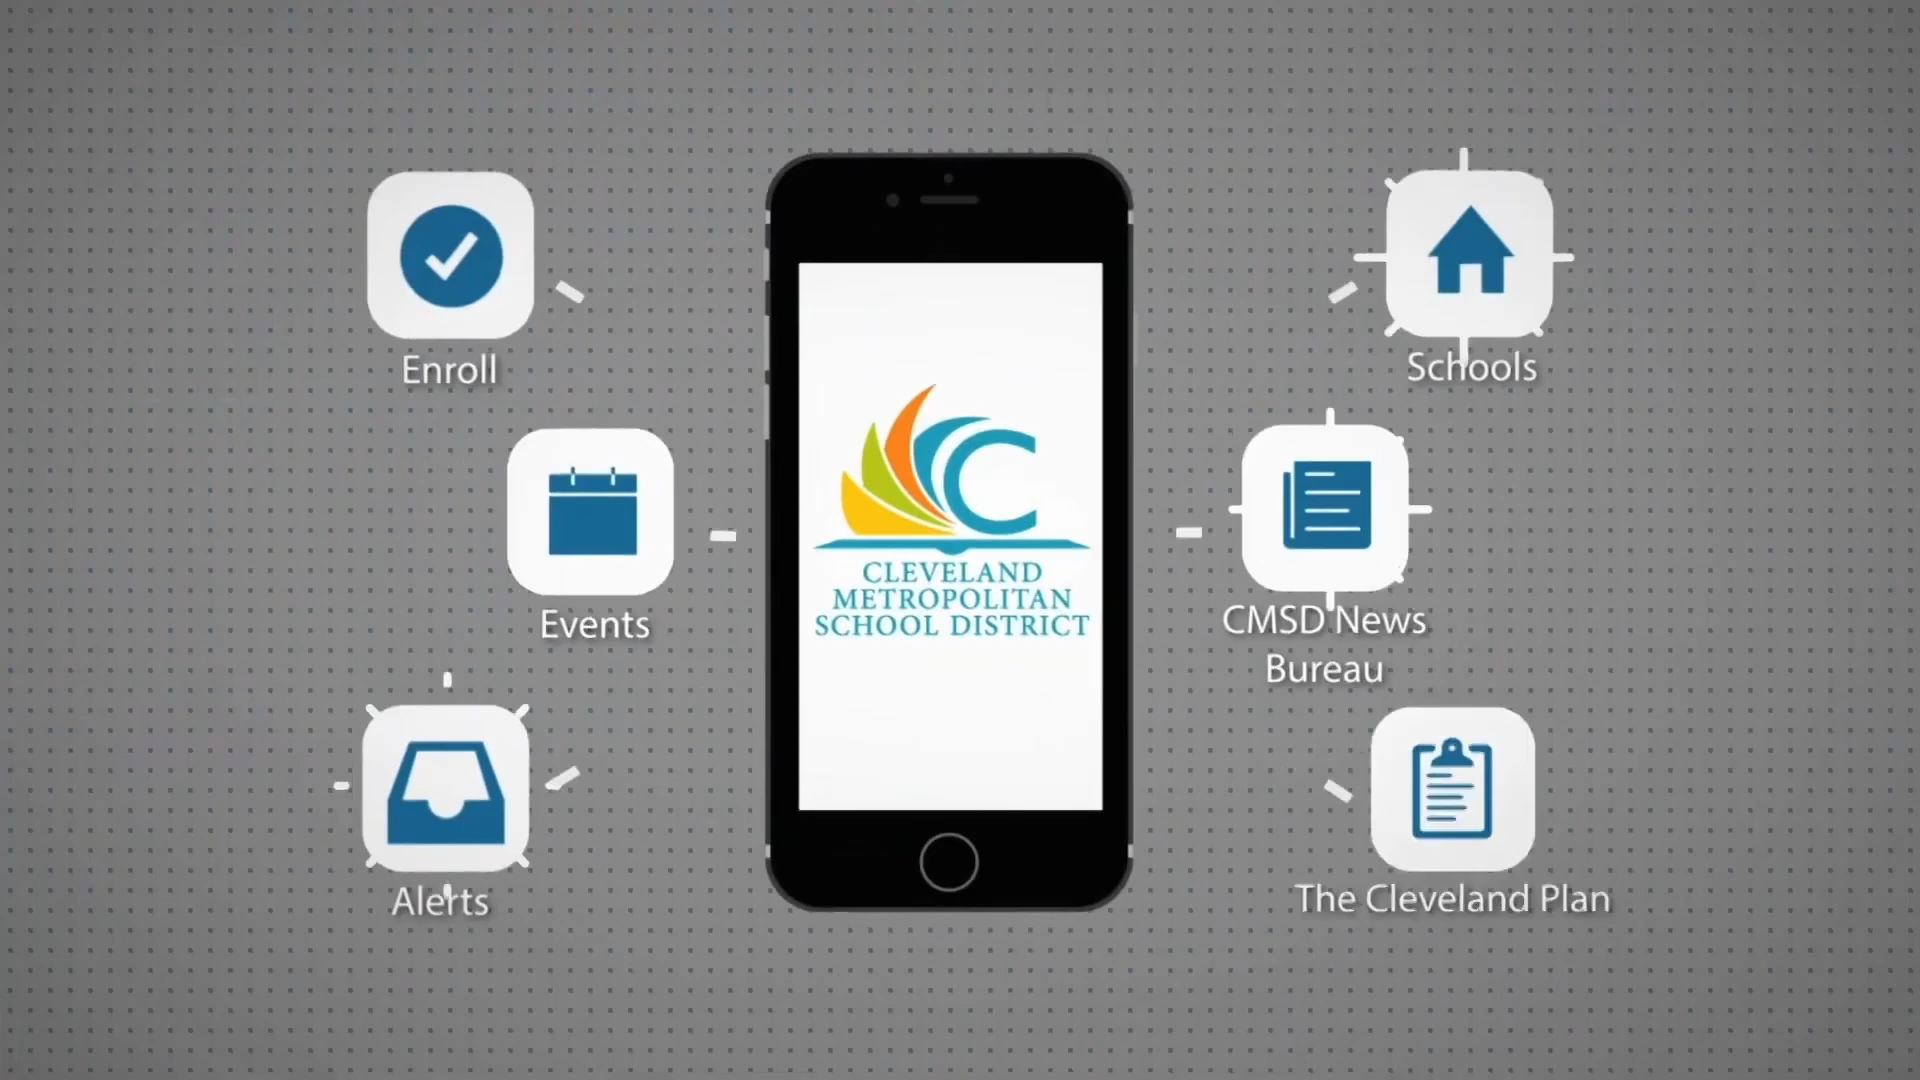 Enroll
Events
Alerts
CLEVELAND
METROPOLITAN
SCHOOL DISTRICT
Schools
CMSD News
Bureau
The Cleveland Plan